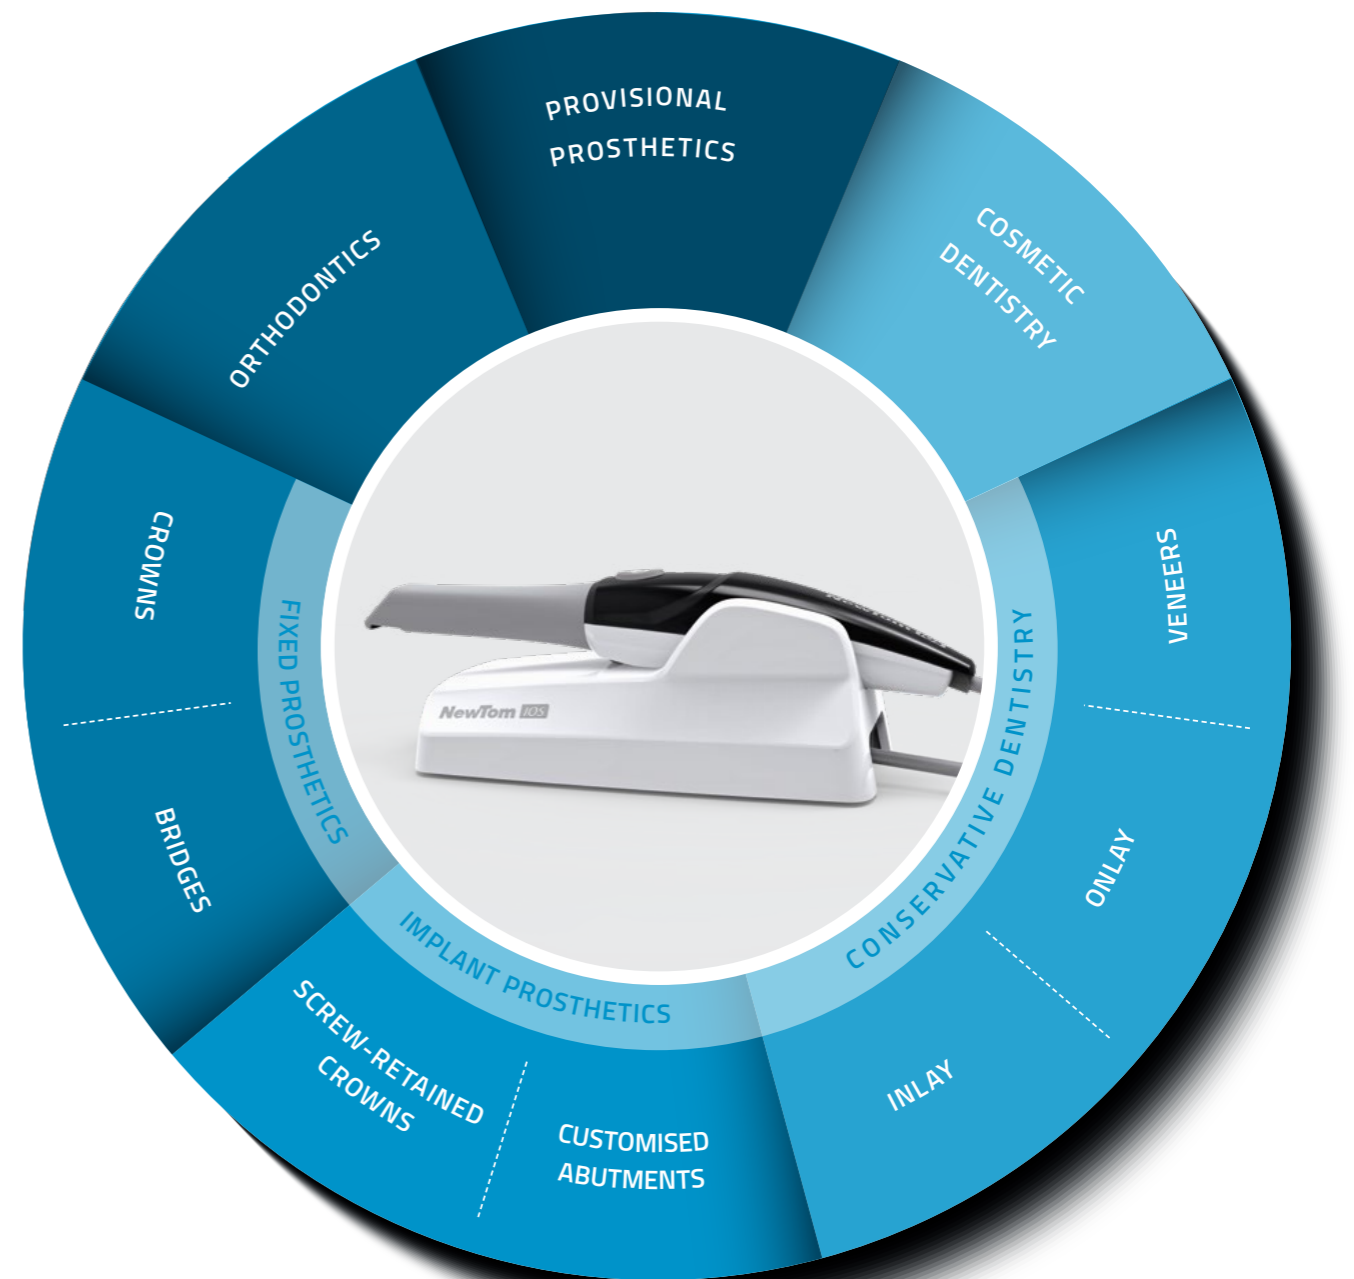 PROVISIONAL
PROSTHETICS
COSMETIC
DENTISTRY
VENEERS
ONLAY
INLAY
CONSERVATIVE DENTISTRY
CUSTOMISED
ABUTMENTS
SCREW-RETAINED
CROWNS
IMPLANT PROSTHETICS
BRIDGES
CROWNS
FIXED PROSTHETICS
ORTHODONTICS
NewTom iOS